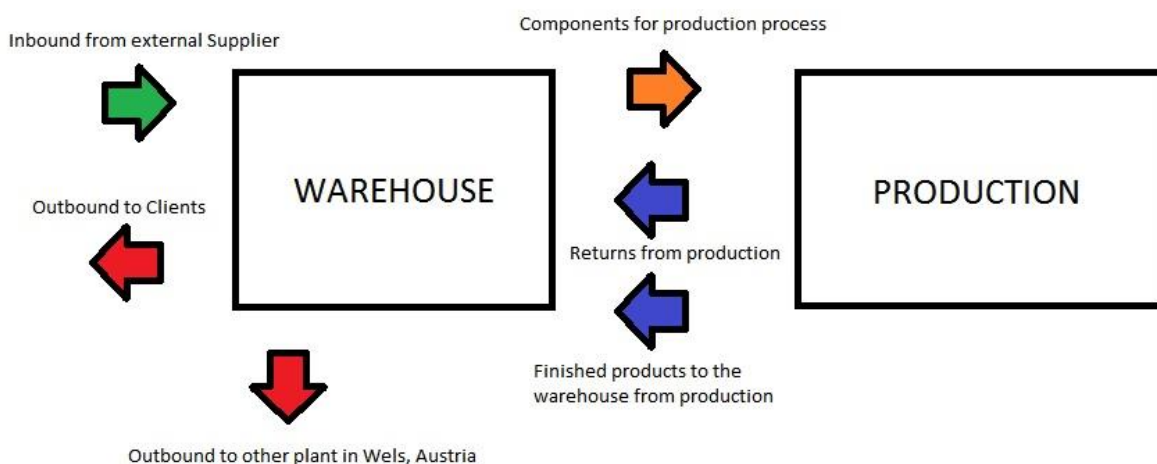 Inbound from external Supplier
Components for production process
WAREHOUSE
PRODUCTION
Outbound to Clients
Returns from production
Finished products to the
warehouse from production
Outbound to other plant in Wels, Austria